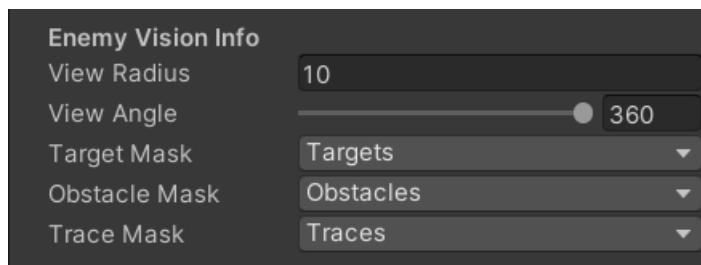 Enemy Vision Info
View Radius 10
View Angle 360
Target Mask Targets
Obstacle Mask Obstacles
Trace Mask Traces